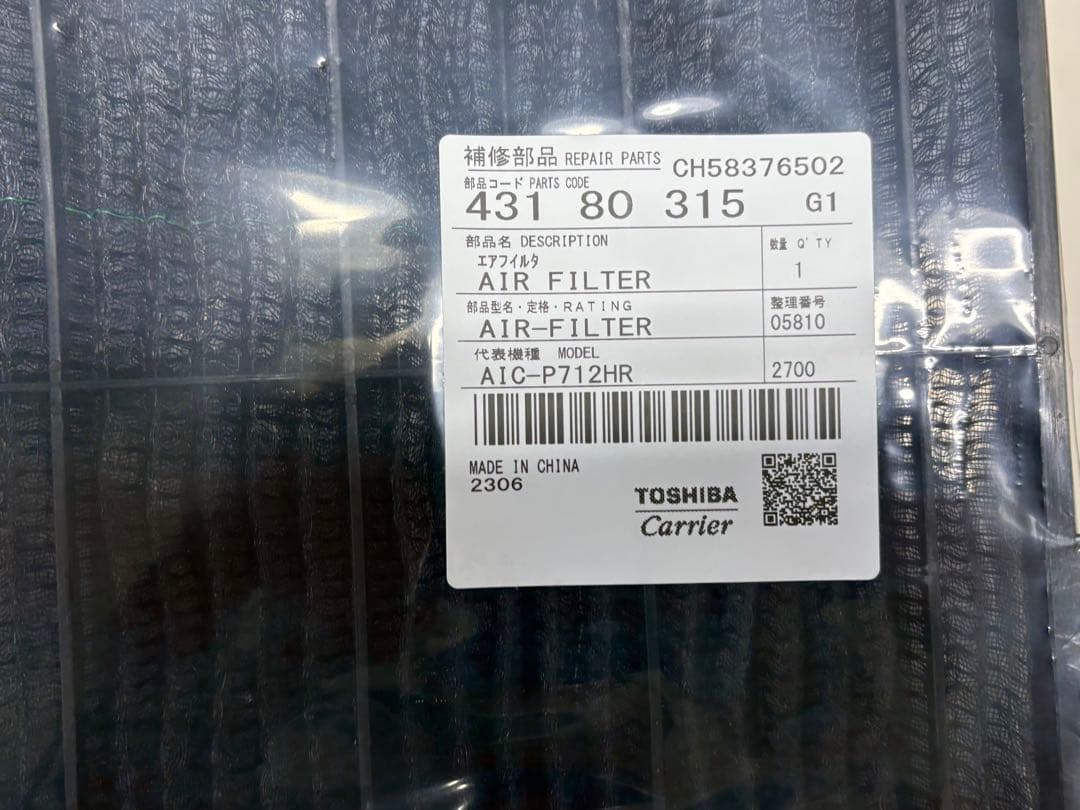 補修部品 REPAIR PARTS CH58376502
部品コード PARTS CODE
431 80 315 G1
部品名 DESCRIPTION 数量 Q'TY
エアフィルタ
AIR FILTER 1
部品型名・定格・RATING 整理番号
AIR-FILTER 05810
代表機種 MODEL
AIC-P712HR 2700
MADE IN CHINA
2306
TOSHIBA
Carrier